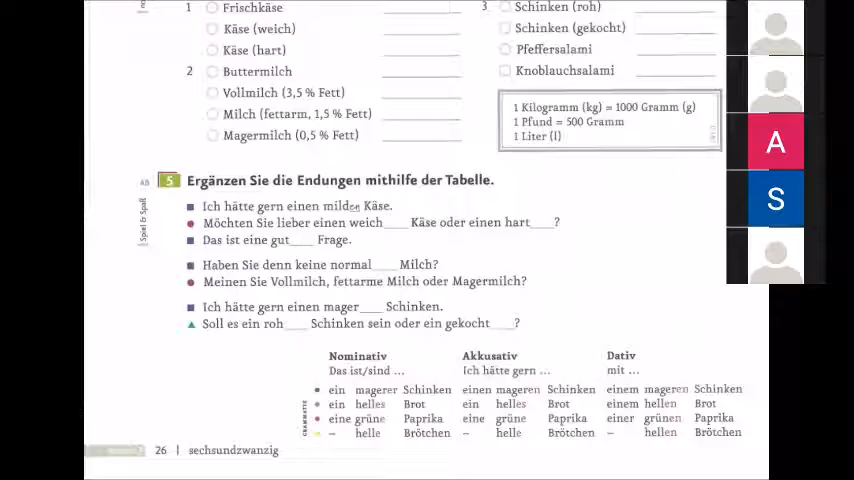 1 Frischkäse
Käse (weich)
Käse (hart)
2 Buttermilch
Vollmilch (3,5 % Fett)
Milch (fettarm, 1,5 % Fett)
Magermilch (0,5 % Fett)
3 Schinken (roh)
Schinken (gekocht)
Pfeffersalami
Knoblauchsalami
1 Kilogramm (kg) = 1000 Gramm (g)
1 Pfund = 500 Gramm
1 Liter (l)
A
S
AB 5 Ergänzen Sie die Endungen mithilfe der Tabelle.
Spiel & Spaß
Ich hätte gern einen milden Käse.
Möchten Sie lieber einen weich____ Käse oder einen hart____ ?
Das ist eine gut____ Frage.
Haben Sie denn keine normal____ Milch?
Meinen Sie Vollmilch, fettarme Milch oder Magermilch?
Ich hätte gern einen mager____ Schinken.
Soll es ein roh____ Schinken sein oder ein gekocht____ ?
Nominativ Akkusativ Dativ
Das ist/sind ... Ich hätte gern ... mit ...
ein magerer Schinken einen mageren Schinken einem mageren Schinken
ein helles Brot ein helles Brot einem hellen Brot
eine grüne Paprika eine grüne Paprika einer grünen Paprika
– helle Brötchen – helle Brötchen – hellen Brötchen
GRAMMATIK
26 | sechsundzwanzig